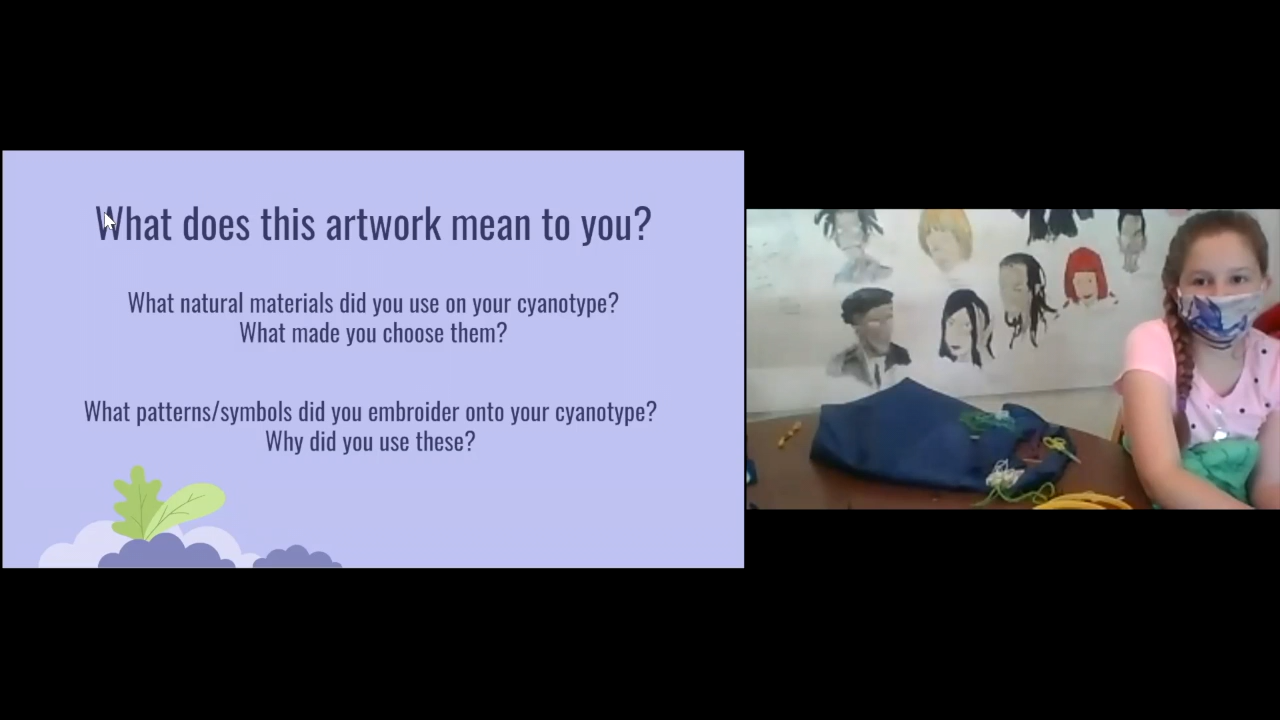 What does this artwork mean to you?
What natural materials did you use on your cyanotype?
What made you choose them?
What patterns/symbols did you embroider onto your cyanotype?
Why did you use these?